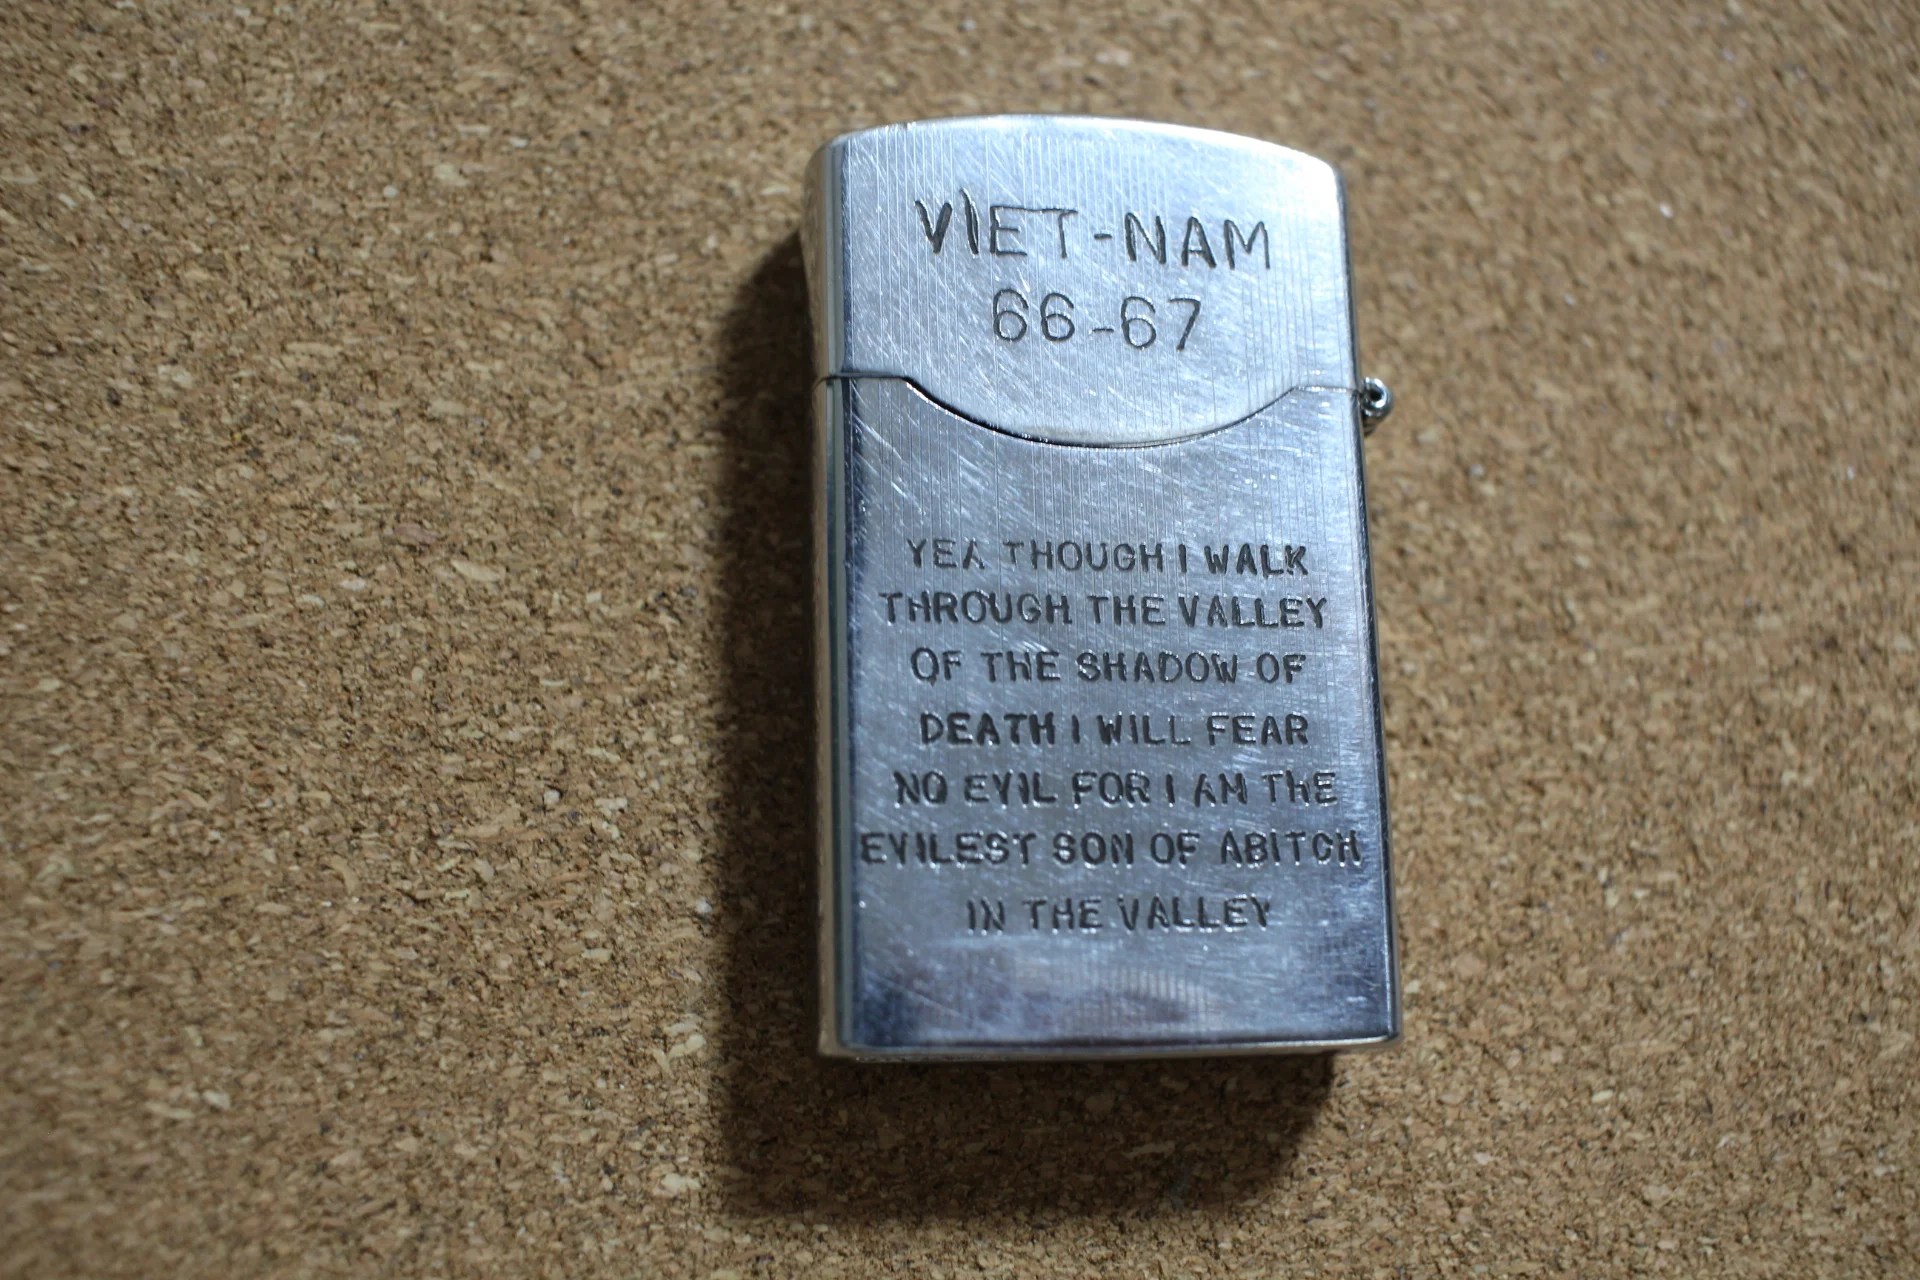 VIET-NAM
66-67
YEA THOUGH I WALK
THROUGH THE VALLEY
OF THE SHADOW OF
DEATH I WILL FEAR
NO EVIL FOR I AM THE
EVILEST SON OF ABITCH
IN THE VALLEY